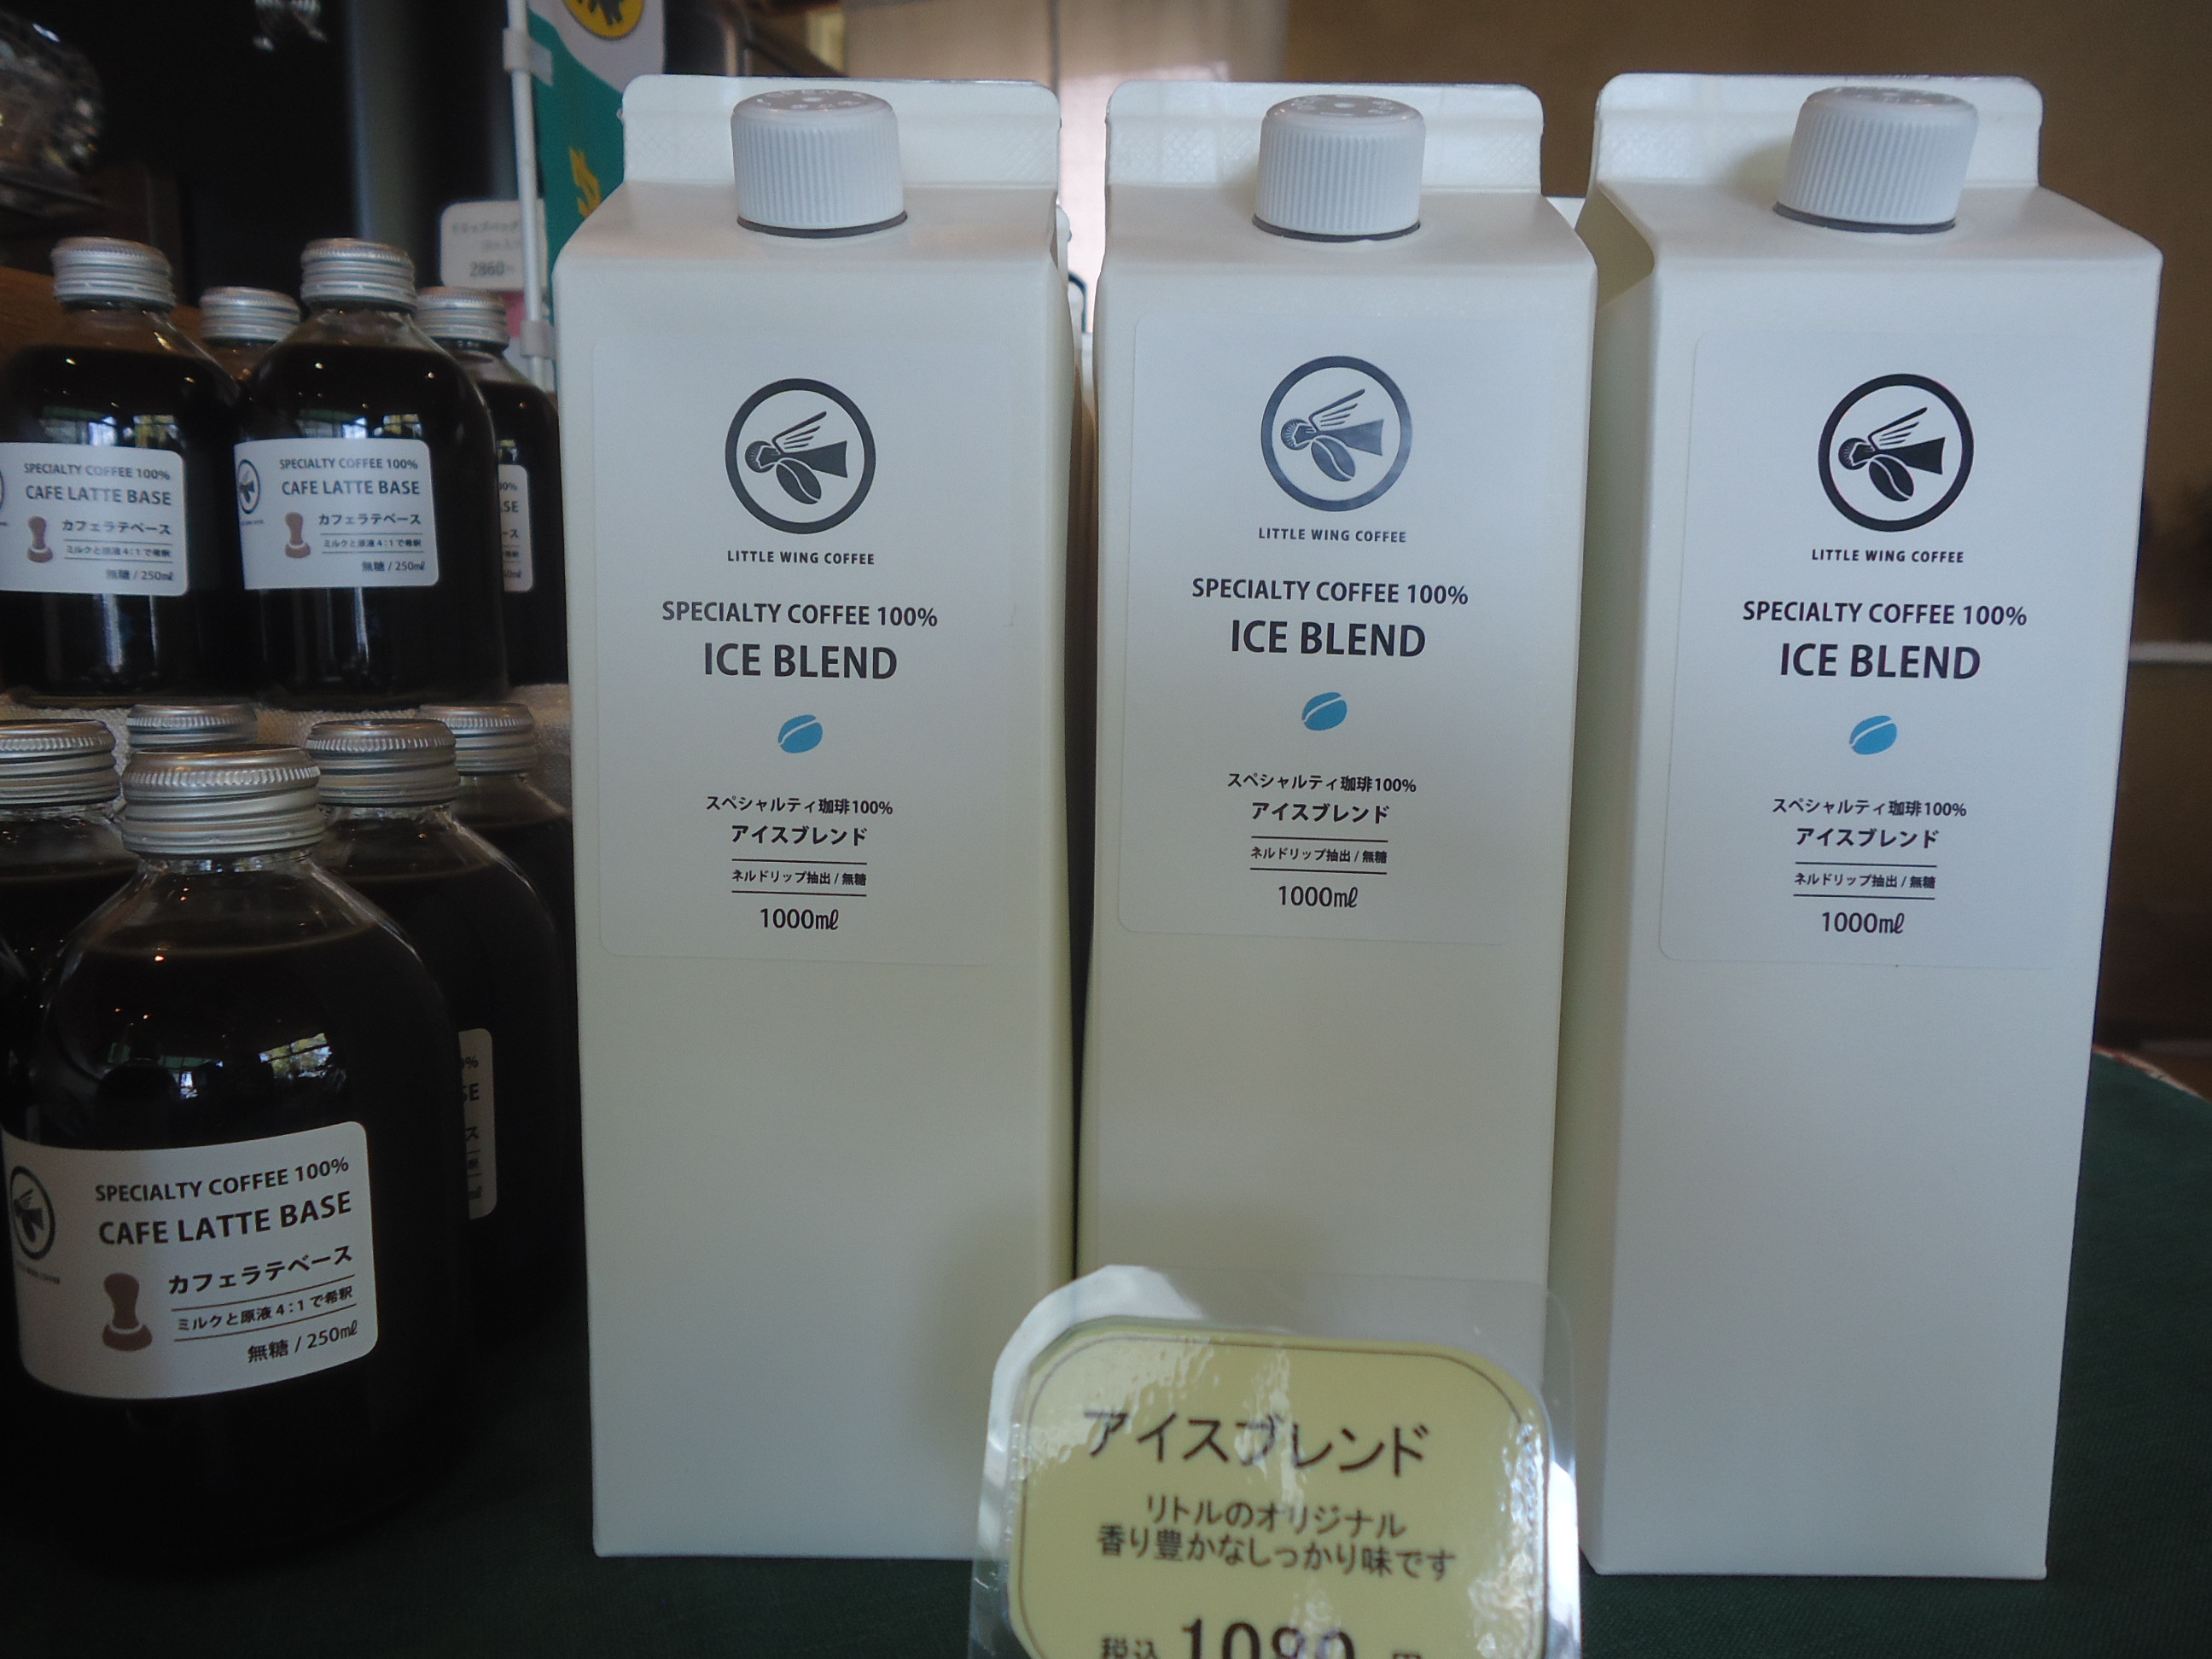 2860
SPECIALTY COFFEE 100%
CAFE LATTE BASE
カフェラテベース
ミルクと原液4:1で希釈
無糖 / 250mℓ
SPECIALTY COFFEE 100%
CAFE LATTE BASE
カフェラテベース
ミルクと原液4:1で希釈
無糖 / 250mℓ
SPECIALTY COFFEE 100%
CAFE LATTE BASE
カフェラテベース
ミルクと原液4:1で希釈
無糖 / 250mℓ
LITTLE WING COFFEE
SPECIALTY COFFEE 100%
ICE BLEND
スペシャルティ珈琲100%
アイスブレンド
ネルドリップ抽出 / 無糖
1000mℓ
LITTLE WING COFFEE
SPECIALTY COFFEE 100%
ICE BLEND
スペシャルティ珈琲100%
アイスブレンド
ネルドリップ抽出 / 無糖
1000mℓ
LITTLE WING COFFEE
SPECIALTY COFFEE 100%
ICE BLEND
スペシャルティ珈琲100%
アイスブレンド
ネルドリップ抽出 / 無糖
1000mℓ
アイスブレンド
リトルのオリジナル
香り豊かなしっかり味です
税込 1080 円